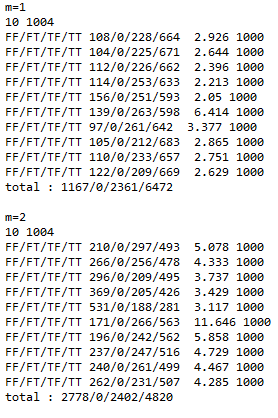 m=1
10 1004
FF/FT/TF/TT 108/0/228/664  2.926 1000
FF/FT/TF/TT 104/0/225/671  2.644 1000
FF/FT/TF/TT 112/0/226/662  2.396 1000
FF/FT/TF/TT 114/0/253/633  2.213 1000
FF/FT/TF/TT 156/0/251/593  2.05 1000
FF/FT/TF/TT 139/0/263/598  6.414 1000
FF/FT/TF/TT 97/0/261/642  3.377 1000
FF/FT/TF/TT 105/0/212/683  2.865 1000
FF/FT/TF/TT 110/0/233/657  2.751 1000
FF/FT/TF/TT 122/0/209/669  2.629 1000
total : 1167/0/2361/6472

m=2
10 1004
FF/FT/TF/TT 210/0/297/493  5.078 1000
FF/FT/TF/TT 266/0/256/478  4.333 1000
FF/FT/TF/TT 296/0/209/495  3.737 1000
FF/FT/TF/TT 369/0/205/426  3.429 1000
FF/FT/TF/TT 531/0/188/281  3.117 1000
FF/FT/TF/TT 171/0/266/563  11.646 1000
FF/FT/TF/TT 196/0/242/562  5.858 1000
FF/FT/TF/TT 237/0/247/516  4.729 1000
FF/FT/TF/TT 240/0/261/499  4.467 1000
FF/FT/TF/TT 262/0/231/507  4.285 1000
total : 2778/0/2402/4820